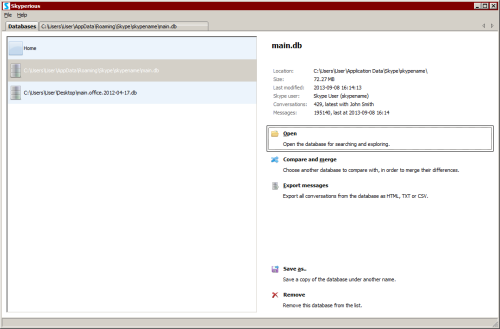 Skyperious
File Help
Databases C:\Users\User\AppData\Roaming\Skype\skypename\main.db
Home
C:\Users\User\AppData\Roaming\Skype\skypename\main.db
C:\Users\User\Desktop\main.office.2012-04-17.db
main.db
Location: C:\Users\User\Application Data\Skype\skypename\
Size: 72.27 MB
Last modified: 2013-09-08 16:14:13
Skype user: Skype User (skypename)
Conversations: 429, latest with John Smith
Messages: 195140, last at 2013-09-08 16:14
Open
Open the database for searching and exploring.
Compare and merge
Choose another database to compare with, in order to merge their differences.
Export messages
Export all conversations from the database as HTML, TXT or CSV.
Save as..
Save a copy of the database under another name.
Remove
Remove this database from the list.